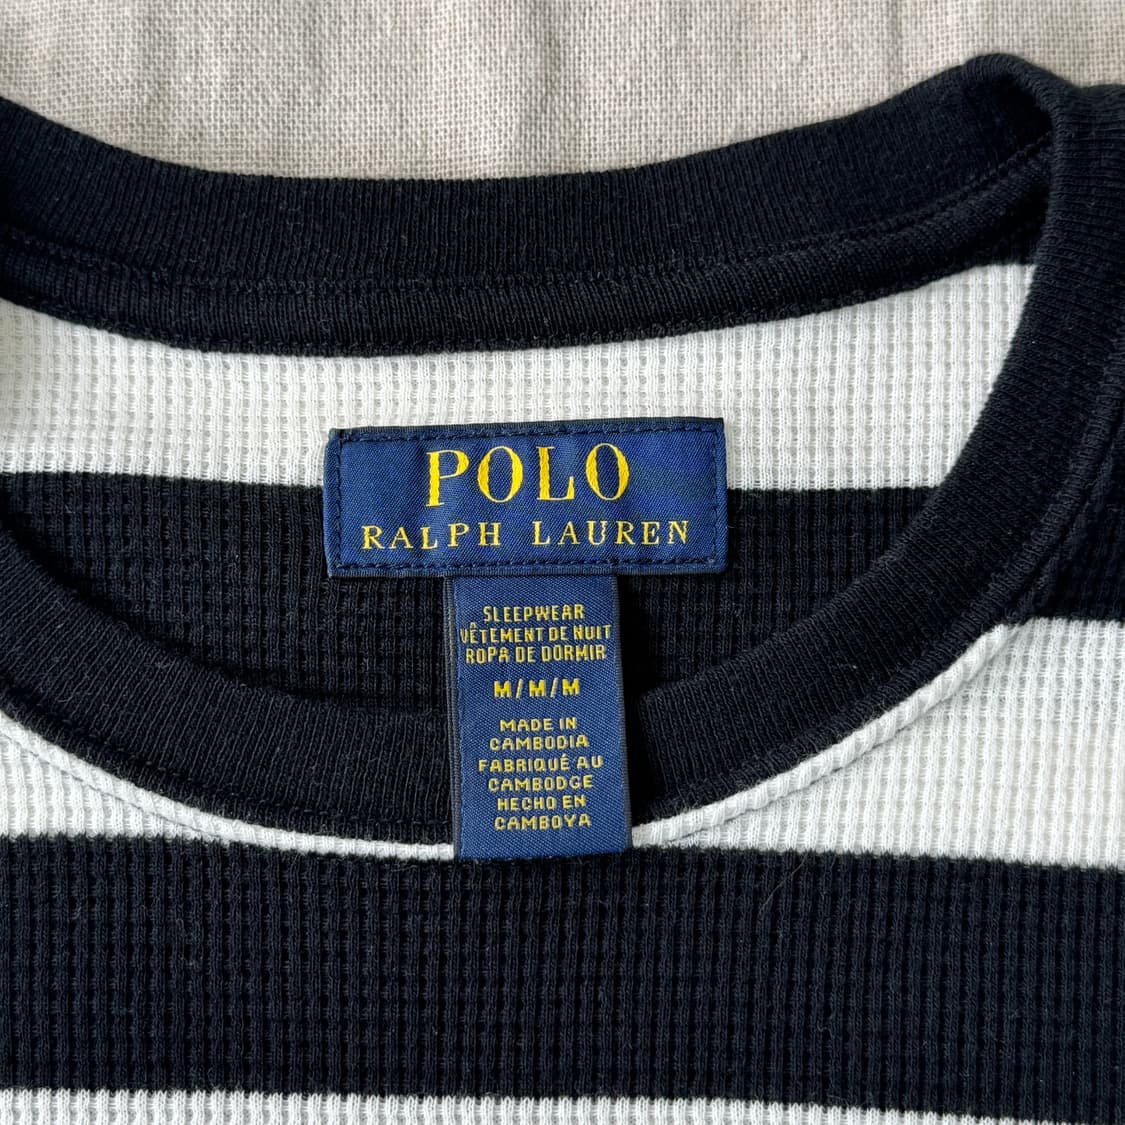 POLO
RALPH LAUREN
SLEEPWEAR
VÊTEMENT DE NUIT
ROPA DE DORMIR
M/M/M
MADE IN
CAMBODIA
FABRIQUÉ AU
CAMBODGE
HECHO EN
CAMBOYA